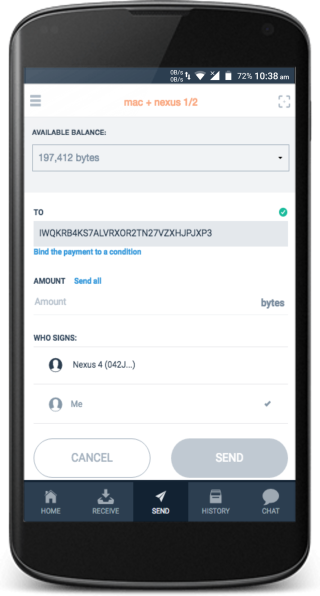 0B/s
0B/s
72% 10:38 am
mac + nexus 1/2
AVAILABLE BALANCE:
197,412 bytes
TO
IWQKRB4KS7ALVRXOR2TN27VZXHJPJXP3
Bind the payment to a condition
AMOUNT Send all
Amount bytes
WHO SIGNS:
Nexus 4 (042J...)
Me
CANCEL SEND
HOME RECEIVE SEND HISTORY CHAT